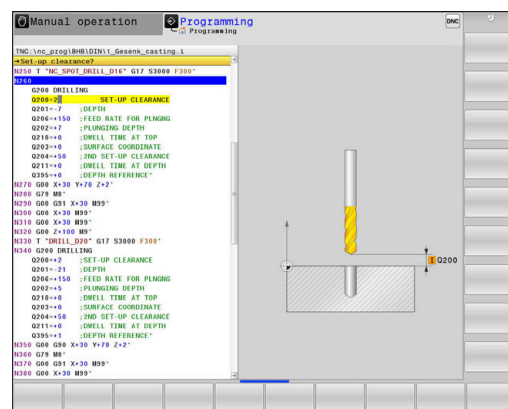 Manual operation
Programming
Programming
DNC
TNC:\nc_prog\BHB\DIN\1_Gesenk_casting.i
→Set-up clearance?
N250 T "NC_SPOT_DRILL_D16" G17 S3000 F300*
N260
G200 DRILLING
Q200=2 SET-UP CLEARANCE
Q201=-7 ;DEPTH
Q206=+150 ;FEED RATE FOR PLNGNG
Q202=+7 ;PLUNGING DEPTH
Q210=+0 ;DWELL TIME AT TOP
Q203=+0 ;SURFACE COORDINATE
Q204=+50 ;2ND SET-UP CLEARANCE
Q211=+0 ;DWELL TIME AT DEPTH
Q395=+0 ;DEPTH REFERENCE*
N270 G00 X+30 Y+70 Z+2*
N280 G79 M8*
N290 G00 G91 X+30 M99*
N300 G00 X+30 M99*
N310 G00 X+30 M99*
N320 G00 Z+100 M9*
N330 T "DRILL_D20" G17 S3000 F300*
N340 G200 DRILLING
Q200=+2 ;SET-UP CLEARANCE
Q201=-21 ;DEPTH
Q206=+150 ;FEED RATE FOR PLNGNG
Q202=+5 ;PLUNGING DEPTH
Q210=+0 ;DWELL TIME AT TOP
Q203=+0 ;SURFACE COORDINATE
Q204=+50 ;2ND SET-UP CLEARANCE
Q211=+0 ;DWELL TIME AT DEPTH
Q395=+1 ;DEPTH REFERENCE*
N350 G00 G90 X+30 Y+70 Z+2*
N360 G79 M8*
N370 G00 G91 X+30 M99*
N380 G00 X+30 M99*
I Q200